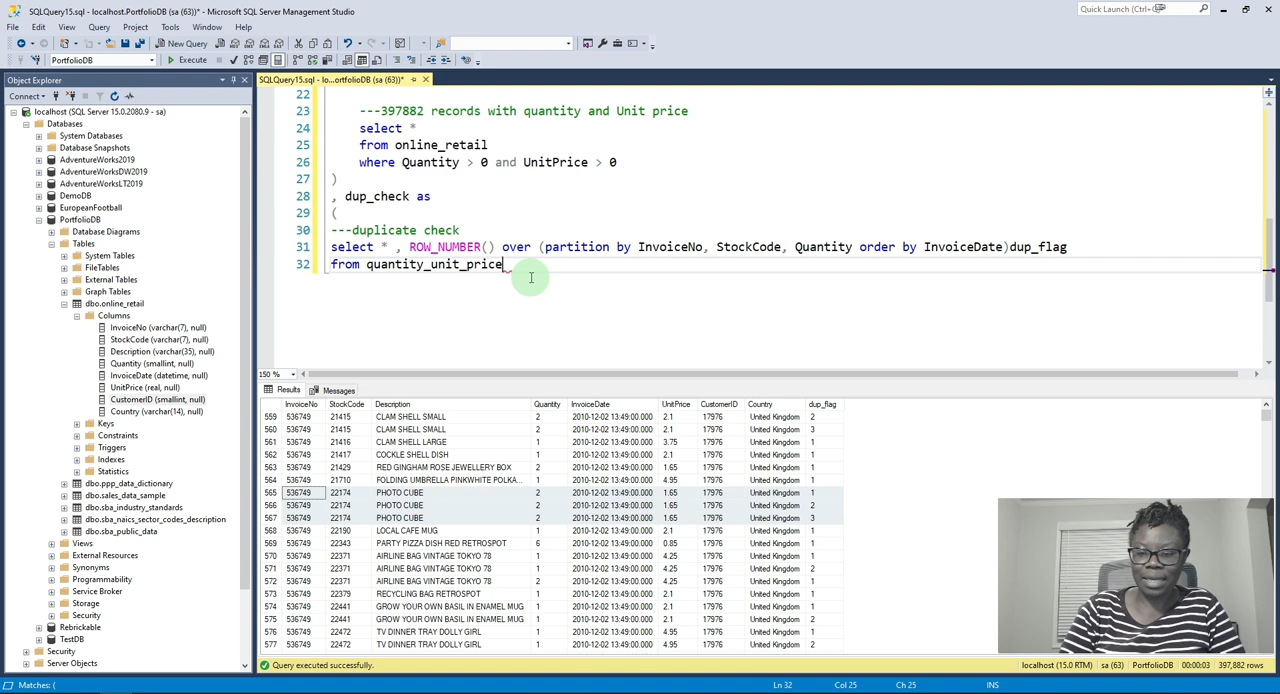 SQLQuery15.sql - localhost.PortfolioDB (sa (63))* - Microsoft SQL Server Management Studio
Quick Launch (Ctrl+
File Edit View Query Project Tools Window Help
New Query
PortfolioDB Execute
Object Explorer
SQLQuery15.sql - lo...ortfolioDB (sa (63))*
Connect
localhost (SQL Server 15.0.2080.9 - sa)
Databases
System Databases
Database Snapshots
AdventureWorks2019
AdventureWorksDW2019
AdventureWorksLT2019
DemoDB
EuropeanFootball
PortfolioDB
Database Diagrams
Tables
System Tables
FileTables
External Tables
Graph Tables
dbo.online_retail
Columns
InvoiceNo (varchar(7), null)
StockCode (varchar(7), null)
Description (varchar(35), null)
Quantity (smallint, null)
InvoiceDate (datetime, null)
UnitPrice (real, null)
CustomerID (smallint, null)
Country (varchar(14), null)
Keys
Constraints
Triggers
Indexes
Statistics
dbo.ppp_data_dictionary
dbo.sales_data_sample
dbo.sba_industry_standards
dbo.sba_naics_sector_codes_description
dbo.sba_public_data
Views
External Resources
Synonyms
Programmability
Service Broker
Storage
Security
Rebrickable
TestDB
Security
Server Objects
22
23 ---397882 records with quantity and Unit price
24 select *
25 from online_retail
26 where Quantity > 0 and UnitPrice > 0
27 )
28 , dup_check as
29 (
30 ---duplicate check
31 select * , ROW_NUMBER() over (partition by InvoiceNo, StockCode, Quantity order by InvoiceDate)dup_flag
32 from quantity_unit_price
150 %
Results Messages
InvoiceNo StockCode Description Quantity InvoiceDate UnitPrice CustomerID Country dup_flag
559 536749 21415 CLAM SHELL SMALL 2 2010-12-02 13:49:00.000 2.1 17976 United Kingdom 2
560 536749 21415 CLAM SHELL SMALL 2 2010-12-02 13:49:00.000 2.1 17976 United Kingdom 3
561 536749 21416 CLAM SHELL LARGE 1 2010-12-02 13:49:00.000 3.75 17976 United Kingdom 1
562 536749 21417 COCKLE SHELL DISH 1 2010-12-02 13:49:00.000 2.1 17976 United Kingdom 1
563 536749 21429 RED GINGHAM ROSE JEWELLERY BOX 2 2010-12-02 13:49:00.000 1.65 17976 United Kingdom 1
564 536749 21710 FOLDING UMBRELLA PINKWHITE POLKA... 1 2010-12-02 13:49:00.000 4.95 17976 United Kingdom 1
565 536749 22174 PHOTO CUBE 2 2010-12-02 13:49:00.000 1.65 17976 United Kingdom 1
566 536749 22174 PHOTO CUBE 2 2010-12-02 13:49:00.000 1.65 17976 United Kingdom 2
567 536749 22174 PHOTO CUBE 2 2010-12-02 13:49:00.000 1.65 17976 United Kingdom 3
568 536749 22190 LOCAL CAFE MUG 1 2010-12-02 13:49:00.000 2.1 17976 United Kingdom 1
569 536749 22343 PARTY PIZZA DISH RED RETROSPOT 6 2010-12-02 13:49:00.000 0.85 17976 United Kingdom 1
570 536749 22371 AIRLINE BAG VINTAGE TOKYO 78 1 2010-12-02 13:49:00.000 4.25 17976 United Kingdom 1
571 536749 22371 AIRLINE BAG VINTAGE TOKYO 78 1 2010-12-02 13:49:00.000 4.25 17976 United Kingdom 2
572 536749 22371 AIRLINE BAG VINTAGE TOKYO 78 2 2010-12-02 13:49:00.000 4.25 17976 United Kingdom 1
573 536749 22379 RECYCLING BAG RETROSPOT 1 2010-12-02 13:49:00.000 2.1 17976 United Kingdom 1
574 536749 22441 GROW YOUR OWN BASIL IN ENAMEL MUG 1 2010-12-02 13:49:00.000 2.1 17976 United Kingdom 1
575 536749 22441 GROW YOUR OWN BASIL IN ENAMEL MUG 1 2010-12-02 13:49:00.000 2.1 17976 United Kingdom 2
576 536749 22472 TV DINNER TRAY DOLLY GIRL 1 2010-12-02 13:49:00.000 4.95 17976 United Kingdom 1
577 536749 22472 TV DINNER TRAY DOLLY GIRL 1 2010-12-02 13:49:00.000 4.95 17976 United Kingdom 2
Query executed successfully. localhost (15.0 RTM) sa (63) PortfolioDB 00:00:03 397,882 rows
Matches: ( Ln 32 Col 25 Ch 25 INS